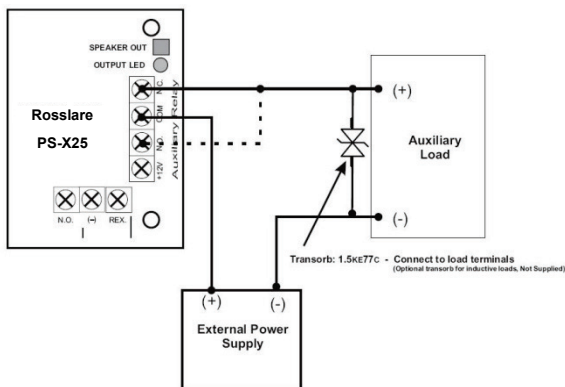 SPEAKER OUT
OUTPUT LED
Rosslare
PS-X25
N.C.
COM
N.O.
+12V
Auxiliary Relay
N.O.
(–)
REX.
(+)
(-)
Auxiliary
Load
Transorb: 1.5KE77C - Connect to load terminals
(Optional transorb for inductive loads, Not Supplied)
(+)
(-)
External Power
Supply